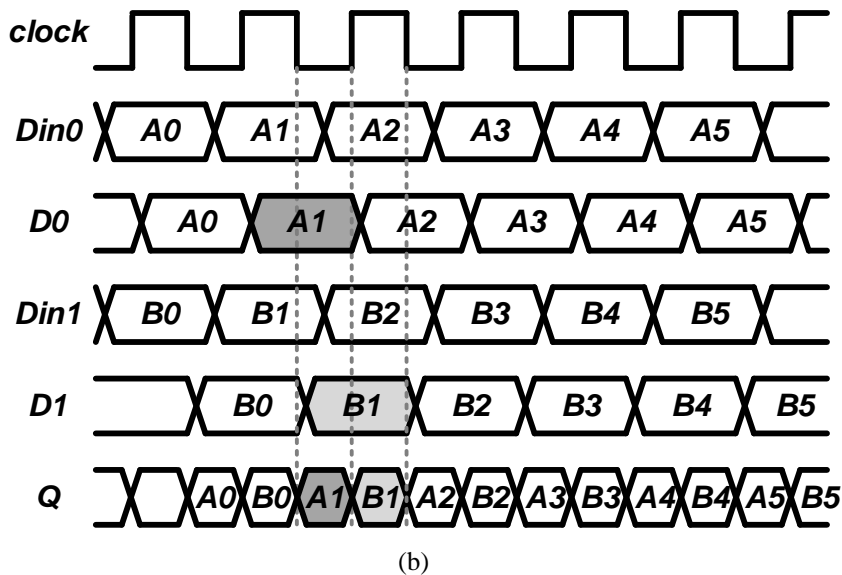 clock
Din0 A0 A1 A2 A3 A4 A5
D0 A0 A1 A2 A3 A4 A5
Din1 B0 B1 B2 B3 B4 B5
D1 B0 B1 B2 B3 B4 B5
Q A0 B0 A1 B1 A2 B2 A3 B3 A4 B4 A5 B5
(b)